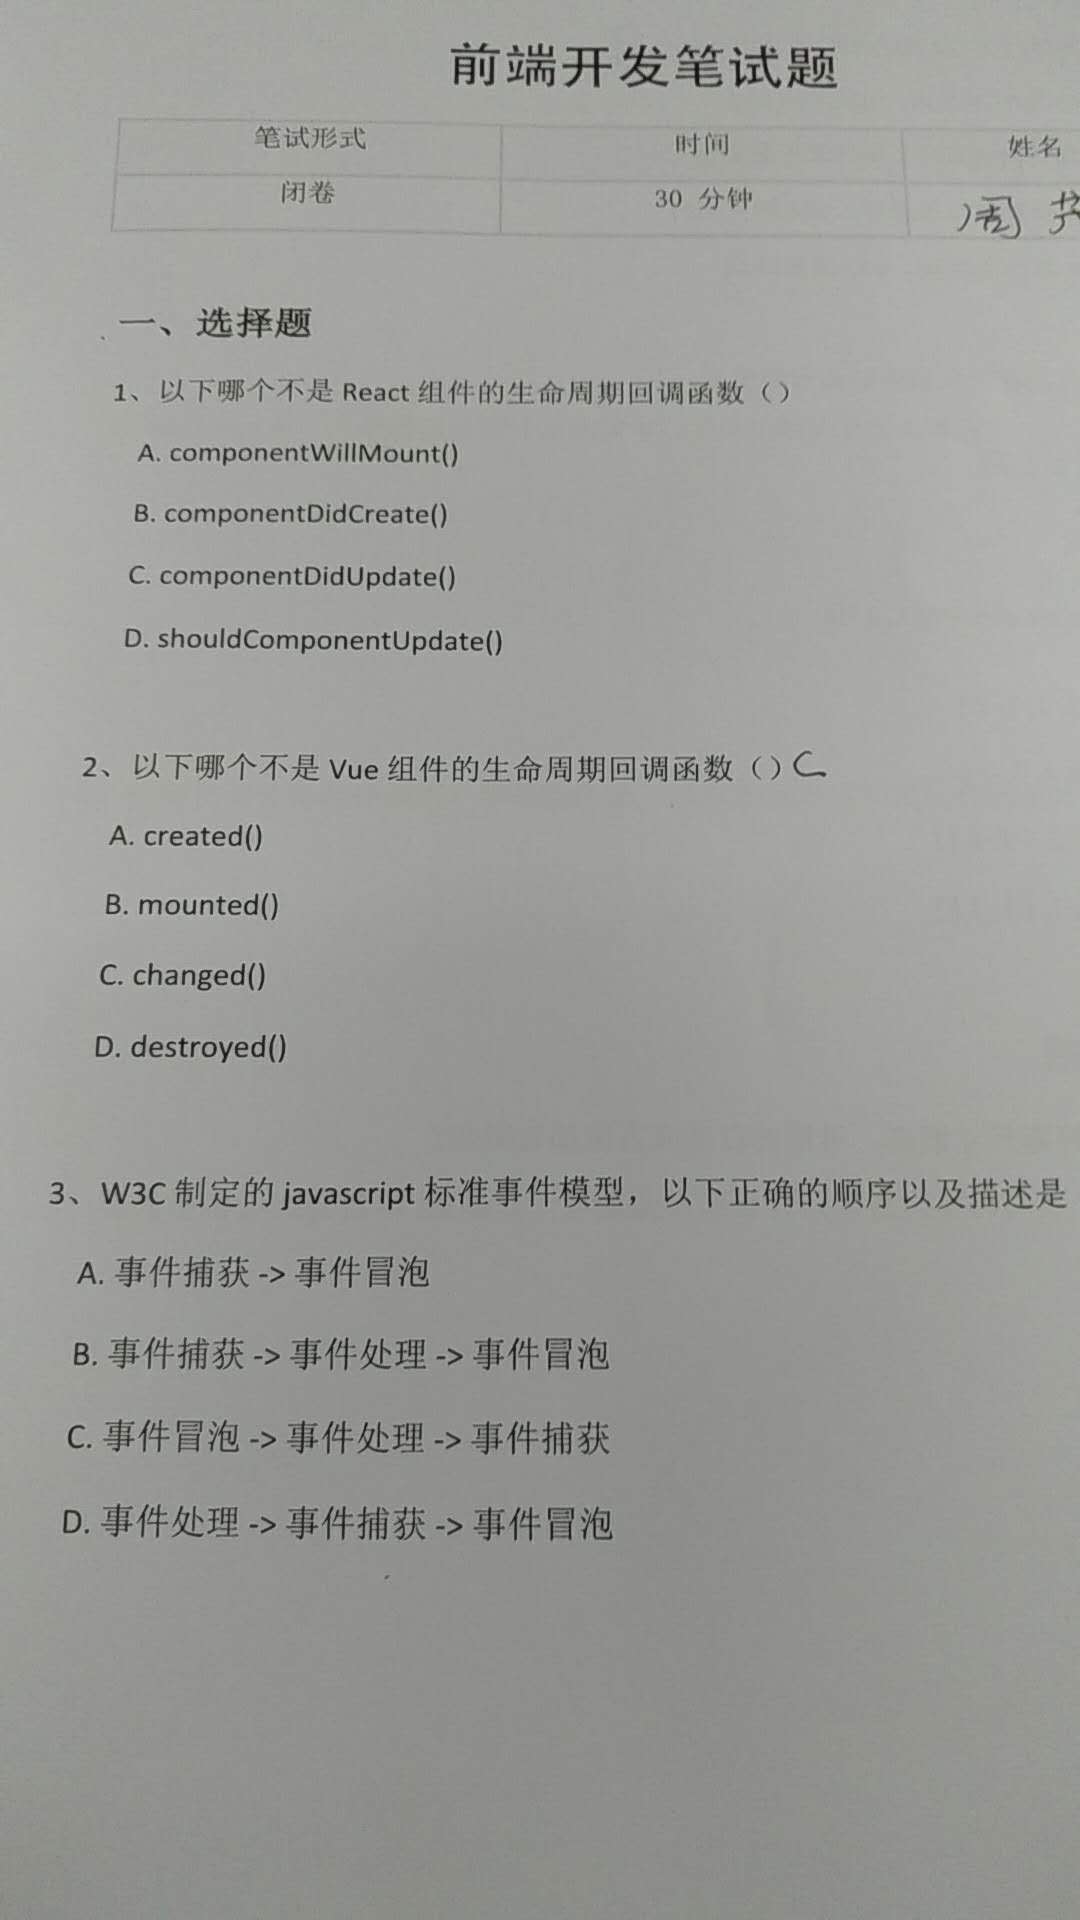 前端开发笔试题
笔试形式 时间 姓名
闭卷 30 分钟 周
一、选择题
1、以下哪个不是 React 组件的生命周期回调函数（）
A. componentWillMount()
B. componentDidCreate()
C. componentDidUpdate()
D. shouldComponentUpdate()
2、以下哪个不是 Vue 组件的生命周期回调函数（）C
A. created()
B. mounted()
C. changed()
D. destroyed()
3、W3C 制定的 javascript 标准事件模型，以下正确的顺序以及描述是
A. 事件捕获 -> 事件冒泡
B. 事件捕获 -> 事件处理 -> 事件冒泡
C. 事件冒泡 -> 事件处理 -> 事件捕获
D. 事件处理 -> 事件捕获 -> 事件冒泡